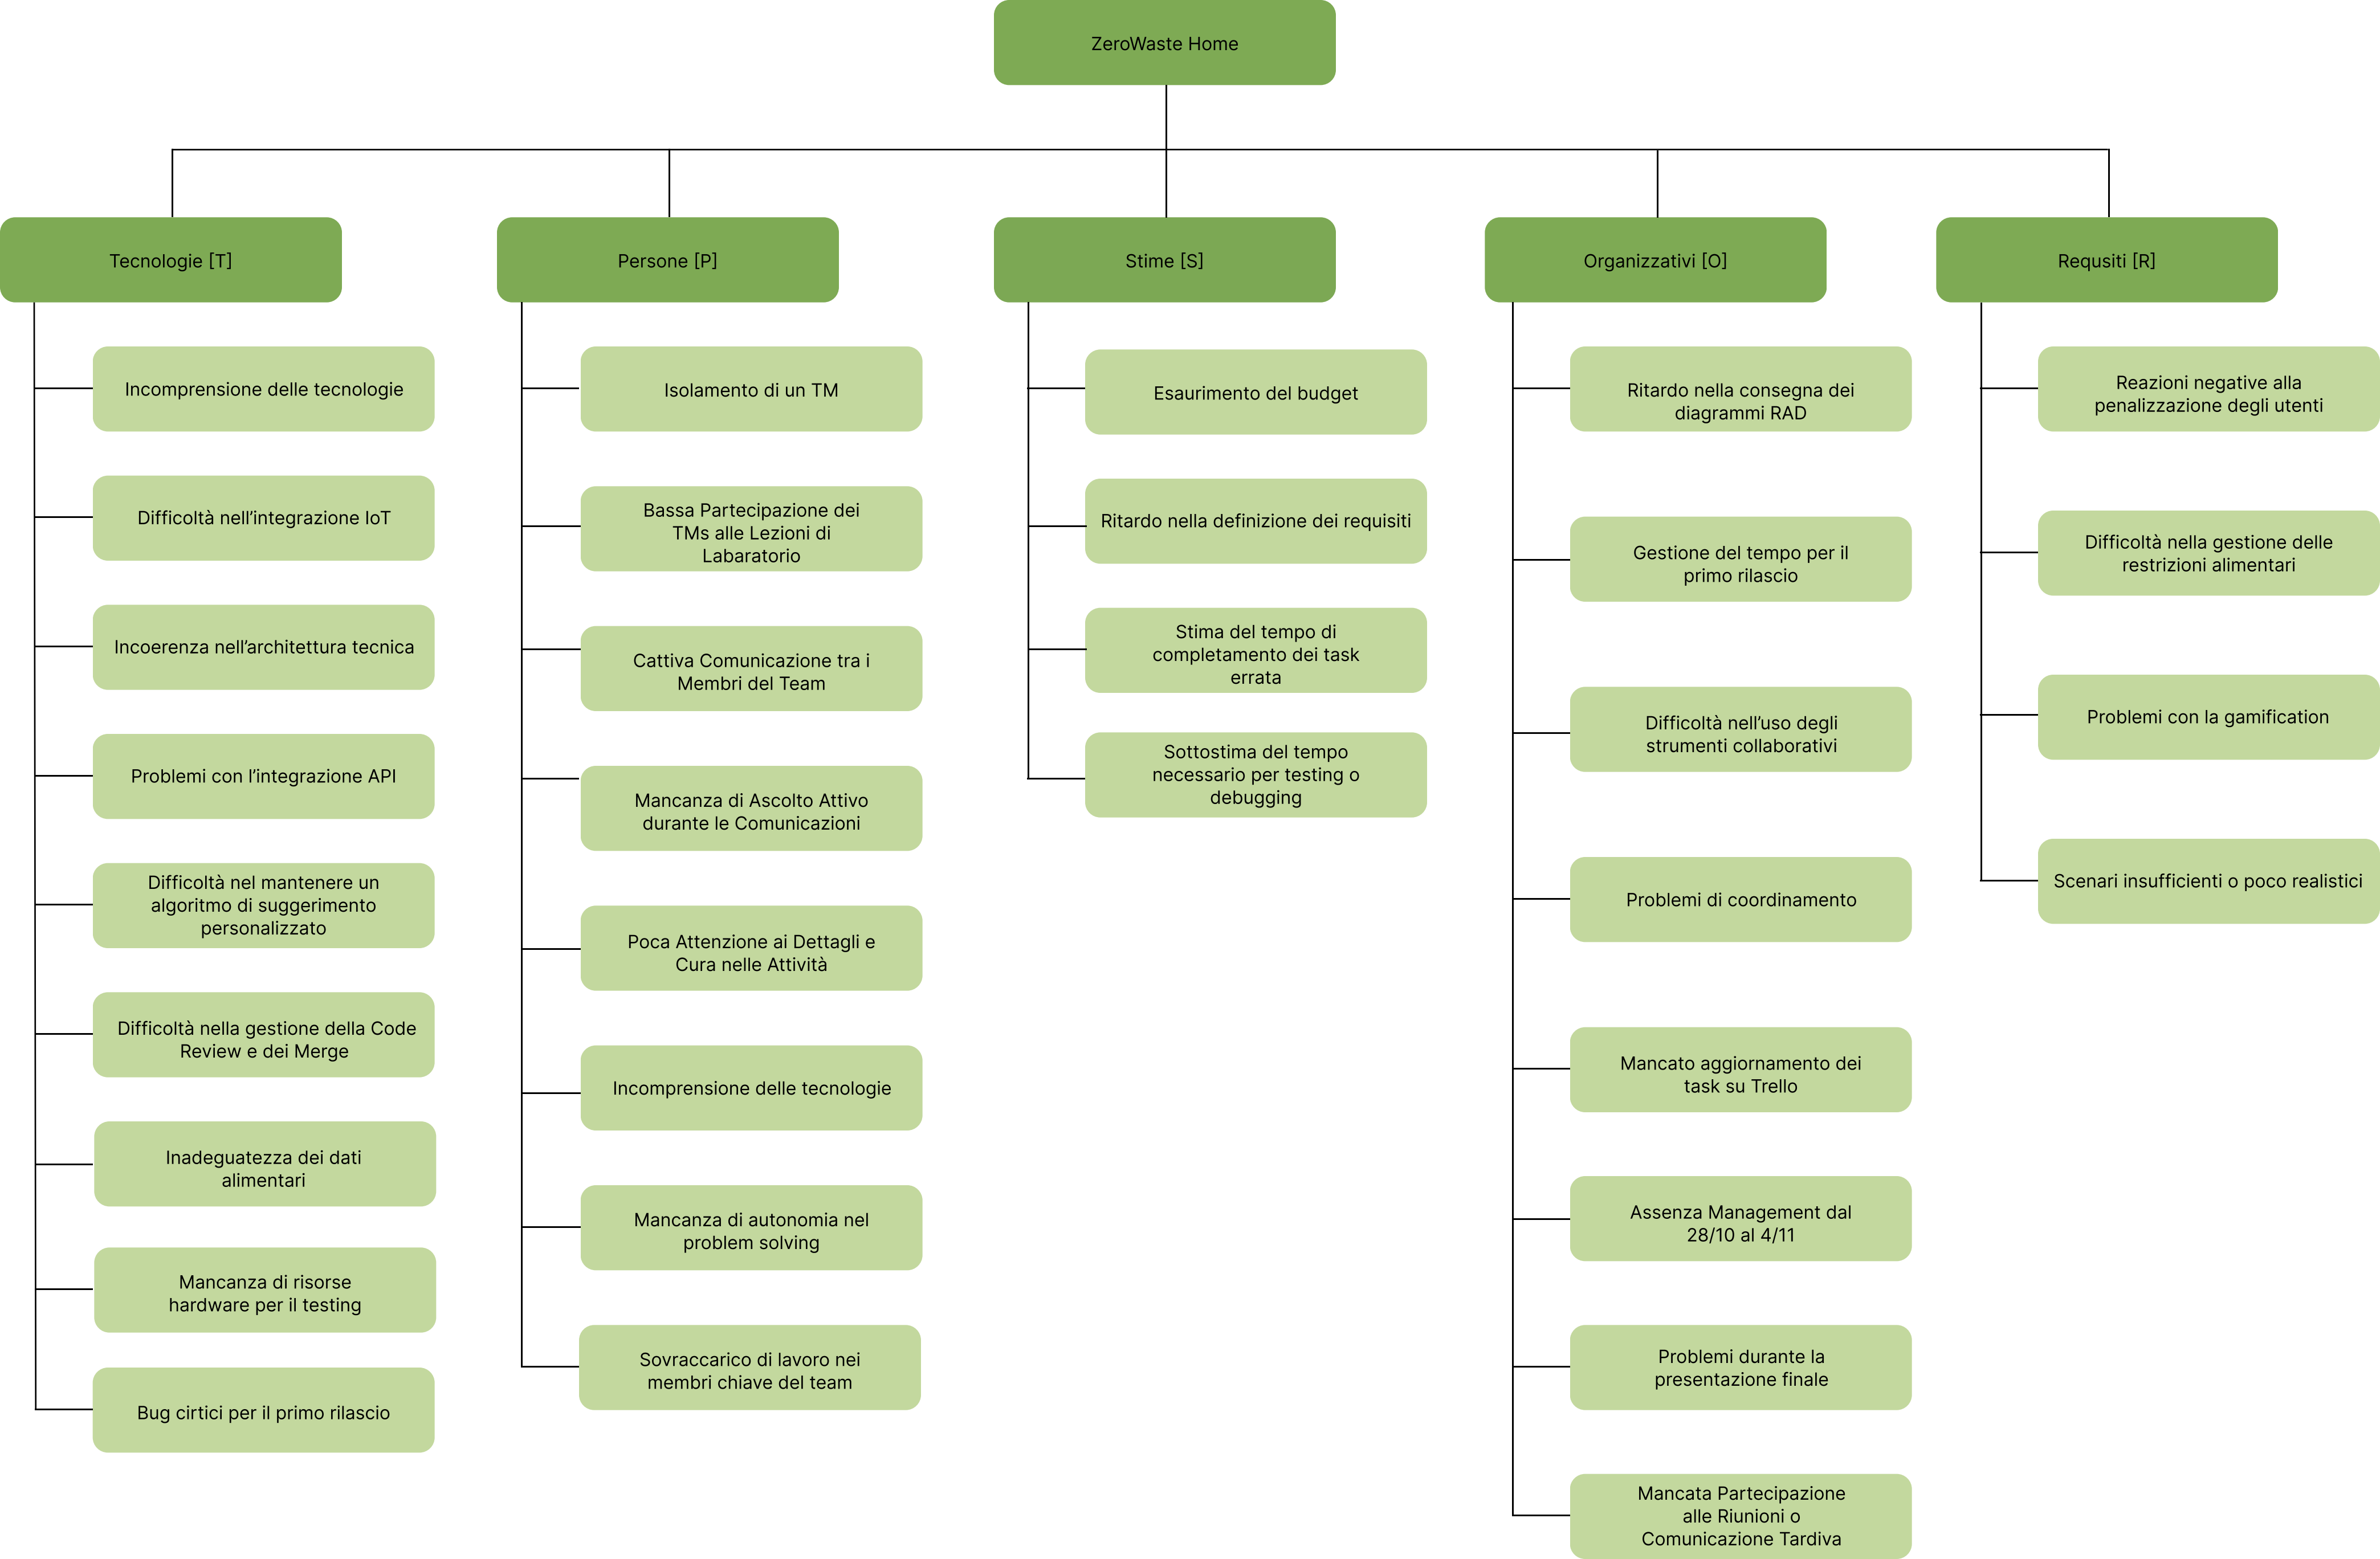 ZeroWaste Home
Tecnologie [T]
Incomprensione delle tecnologie
Difficoltà nell'integrazione IoT
Incoerenza nell'architettura tecnica
Problemi con l'integrazione API
Difficoltà nel mantenere un
algoritmo di suggerimento
personalizzato
Difficoltà nella gestione della Code
Review e dei Merge
Inadeguatezza dei dati
alimentari
Mancanza di risorse
hardware per il testing
Bug cirtici per il primo rilascio
Persone [P]
Isolamento di un TM
Bassa Partecipazione dei
TMs alle Lezioni di
Labaratorio
Cattiva Comunicazione tra i
Membri del Team
Mancanza di Ascolto Attivo
durante le Comunicazioni
Poca Attenzione ai Dettagli e
Cura nelle Attività
Incomprensione delle tecnologie
Mancanza di autonomia nel
problem solving
Sovraccarico di lavoro nei
membri chiave del team
Stime [S]
Esaurimento del budget
Ritardo nella definizione dei requisiti
Stima del tempo di
completamento dei task
errata
Sottostima del tempo
necessario per testing o
debugging
Organizzativi [O]
Ritardo nella consegna dei
diagrammi RAD
Gestione del tempo per il
primo rilascio
Difficoltà nell'uso degli
strumenti collaborativi
Problemi di coordinamento
Mancato aggiornamento dei
task su Trello
Assenza Management dal
28/10 al 4/11
Problemi durante la
presentazione finale
Mancata Partecipazione
alle Riunioni o
Comunicazione Tardiva
Requsiti [R]
Reazioni negative alla
penalizzazione degli utenti
Difficoltà nella gestione delle
restrizioni alimentari
Problemi con la gamification
Scenari insufficienti o poco realistici